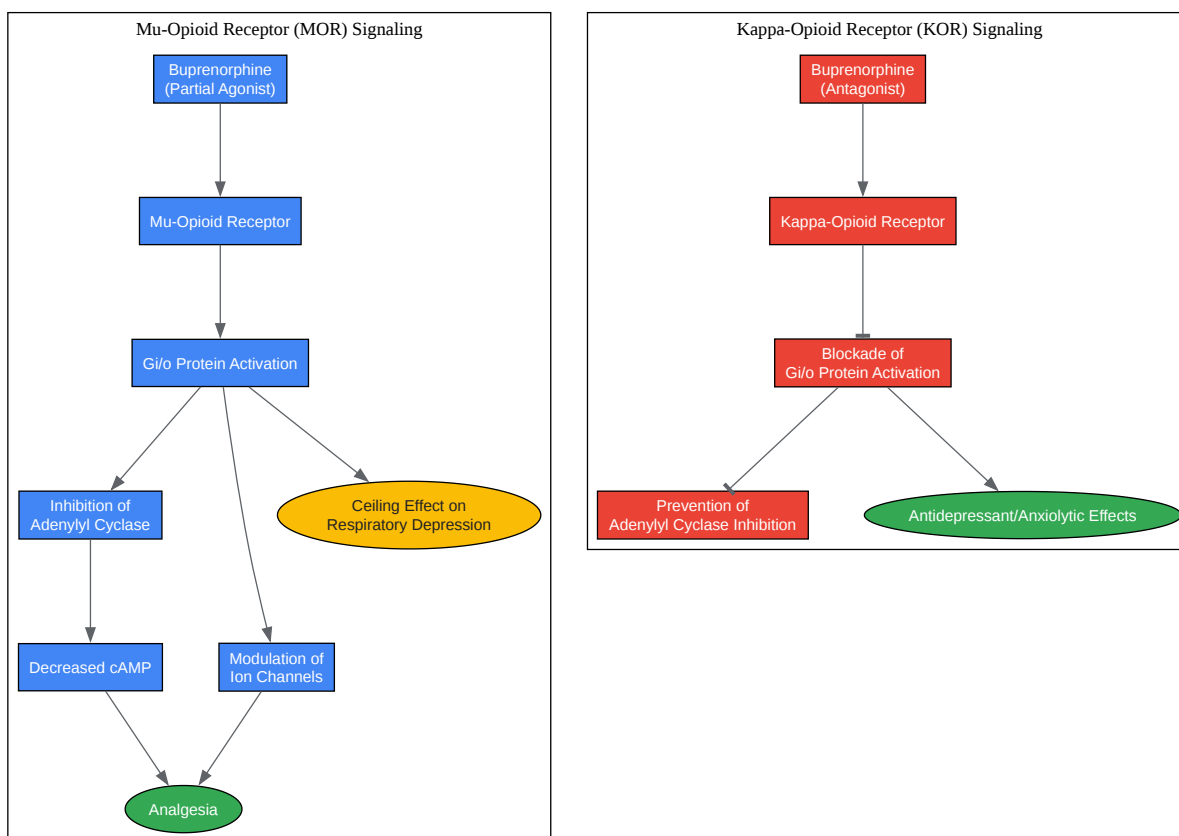 Mu-Opioid Receptor (MOR) Signaling
Buprenorphine
(Partial Agonist)
Mu-Opioid Receptor
Gi/o Protein Activation
Inhibition of
Adenylyl Cyclase
Ceiling Effect on
Respiratory Depression
Decreased cAMP
Modulation of
Ion Channels
Analgesia
Kappa-Opioid Receptor (KOR) Signaling
Buprenorphine
(Antagonist)
Kappa-Opioid Receptor
Blockade of
Gi/o Protein Activation
Prevention of
Adenylyl Cyclase Inhibition
Antidepressant/Anxiolytic Effects